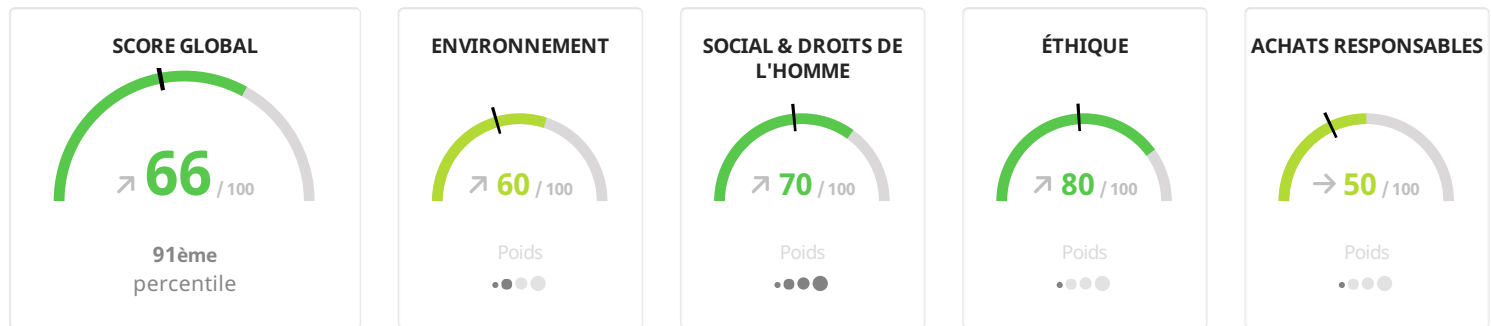 SCORE GLOBAL
66 / 100
91ème
percentile
ENVIRONNEMENT
60 / 100
Poids
SOCIAL & DROITS DE
L'HOMME
70 / 100
Poids
ÉTHIQUE
80 / 100
Poids
ACHATS RESPONSABLES
50 / 100
Poids